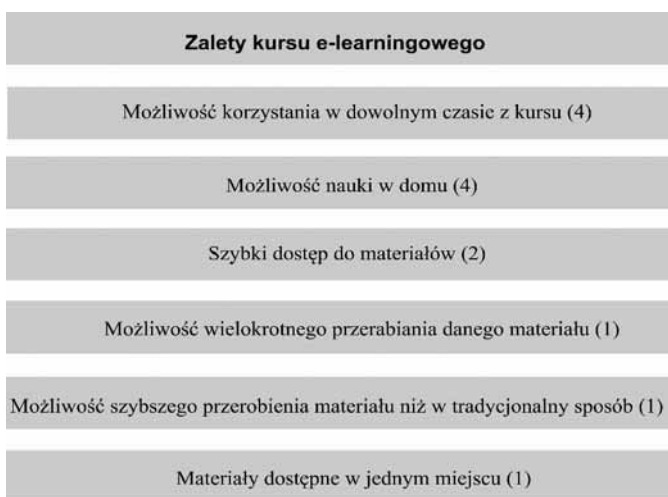 Zalety kursu e-learningowego
Możliwość korzystania w dowolnym czasie z kursu (4)
Możliwość nauki w domu (4)
Szybki dostęp do materiałów (2)
Możliwość wielokrotnego przerabiania danego materiału (1)
Możliwość szybszego przerobienia materiału niż w tradycjonalny sposób (1)
Materiały dostępne w jednym miejscu (1)